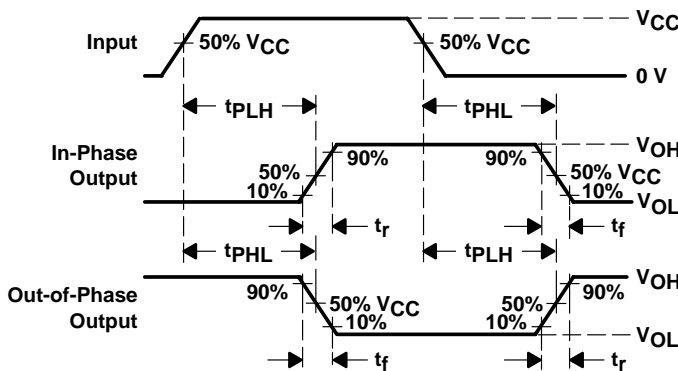 VCC
Input
50% VCC
50% VCC
0 V
tPLH
tPHL
In-Phase
Output
VOH
90%
90%
50%
50% VCC
10%
10%
VOL
tr
tf
tPHL
tPLH
Out-of-Phase
Output
VOH
90%
90%
50% VCC
50%
10%
10%
VOL
tf
tr